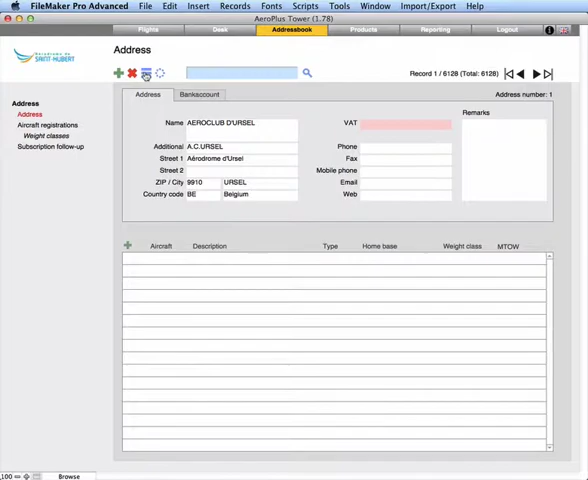 FileMaker Pro Advanced File Edit Insert Records Fonts Scripts Tools Window Import/Export Help
AeroPlus Tower (1.78)
Flights Desk Addressbook Products Reporting Logout
Address
SAINT-HUBERT
Record 1 / 6128 (Total: 6128)
Address
Address
Aircraft registrations
Weight classes
Subscription follow-up
Address Bankaccount Address number: 1
Name AEROCLUB D'URSEL VAT Remarks
Additional A.C.URSEL Phone
Street 1 Aérodrome d'Ursel Fax
Street 2 Mobile phone
ZIP / City 9910 URSEL Email
Country code BE Belgium Web
Aircraft Description Type Home base Weight class MTOW
100 Browse